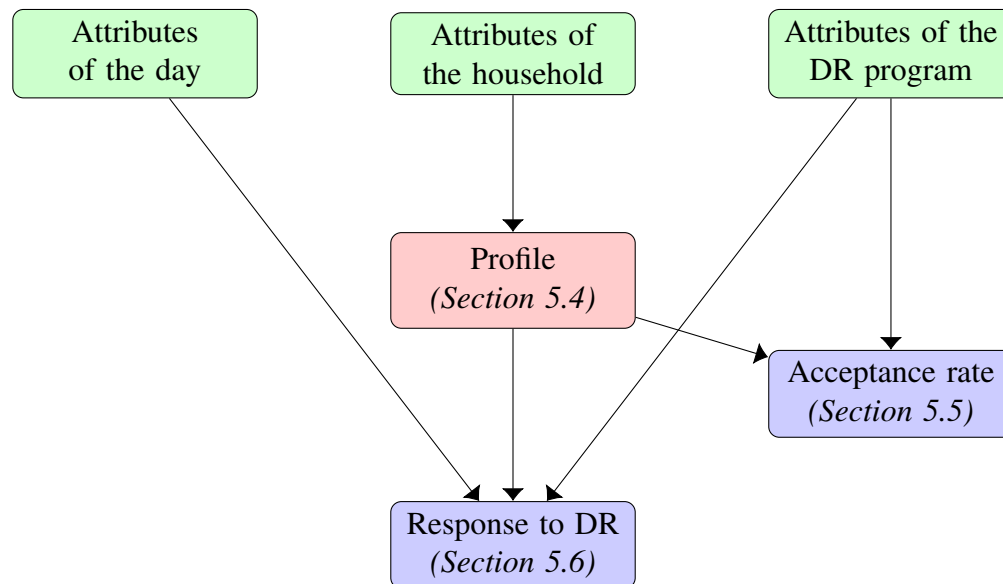 Attributes
of the day
Attributes of
the household
Attributes of the
DR program
Profile
(Section 5.4)
Acceptance rate
(Section 5.5)
Response to DR
(Section 5.6)